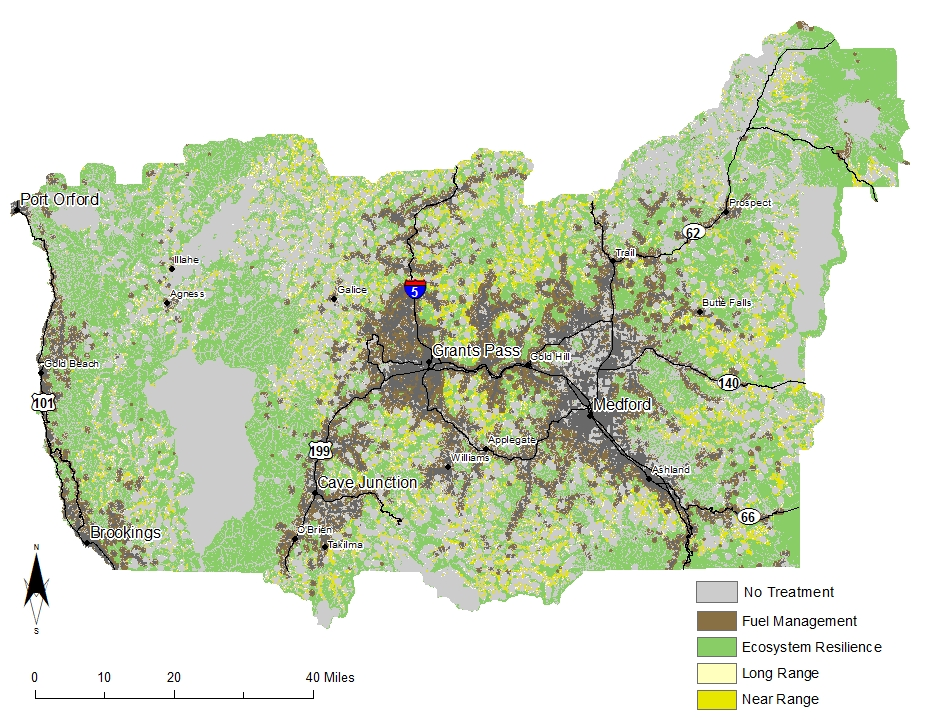 Port Orford
Prospect
62
Illahe
Trail
Agness
Galice
5
Butte Falls
Grants Pass
Gold Hill
Gold Beach
140
101
Medford
Applegate
199
Williams
Ashland
Cave Junction
66
O'Brien
Brookings
Takilma
N
S
No Treatment
Fuel Management
Ecosystem Resilience
Long Range
Near Range
0 10 20 40 Miles